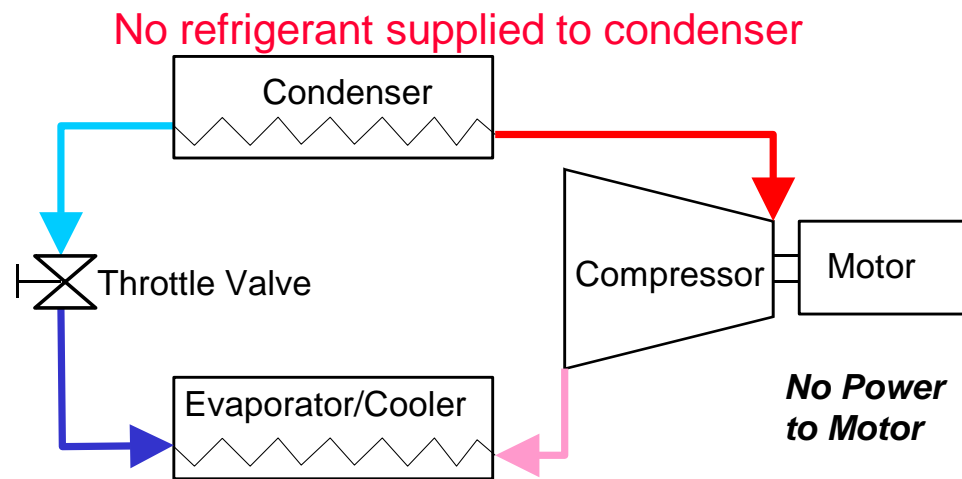 No refrigerant supplied to condenser
Condenser
Throttle Valve
Compressor
Motor
Evaporator/Cooler
No Power
to Motor